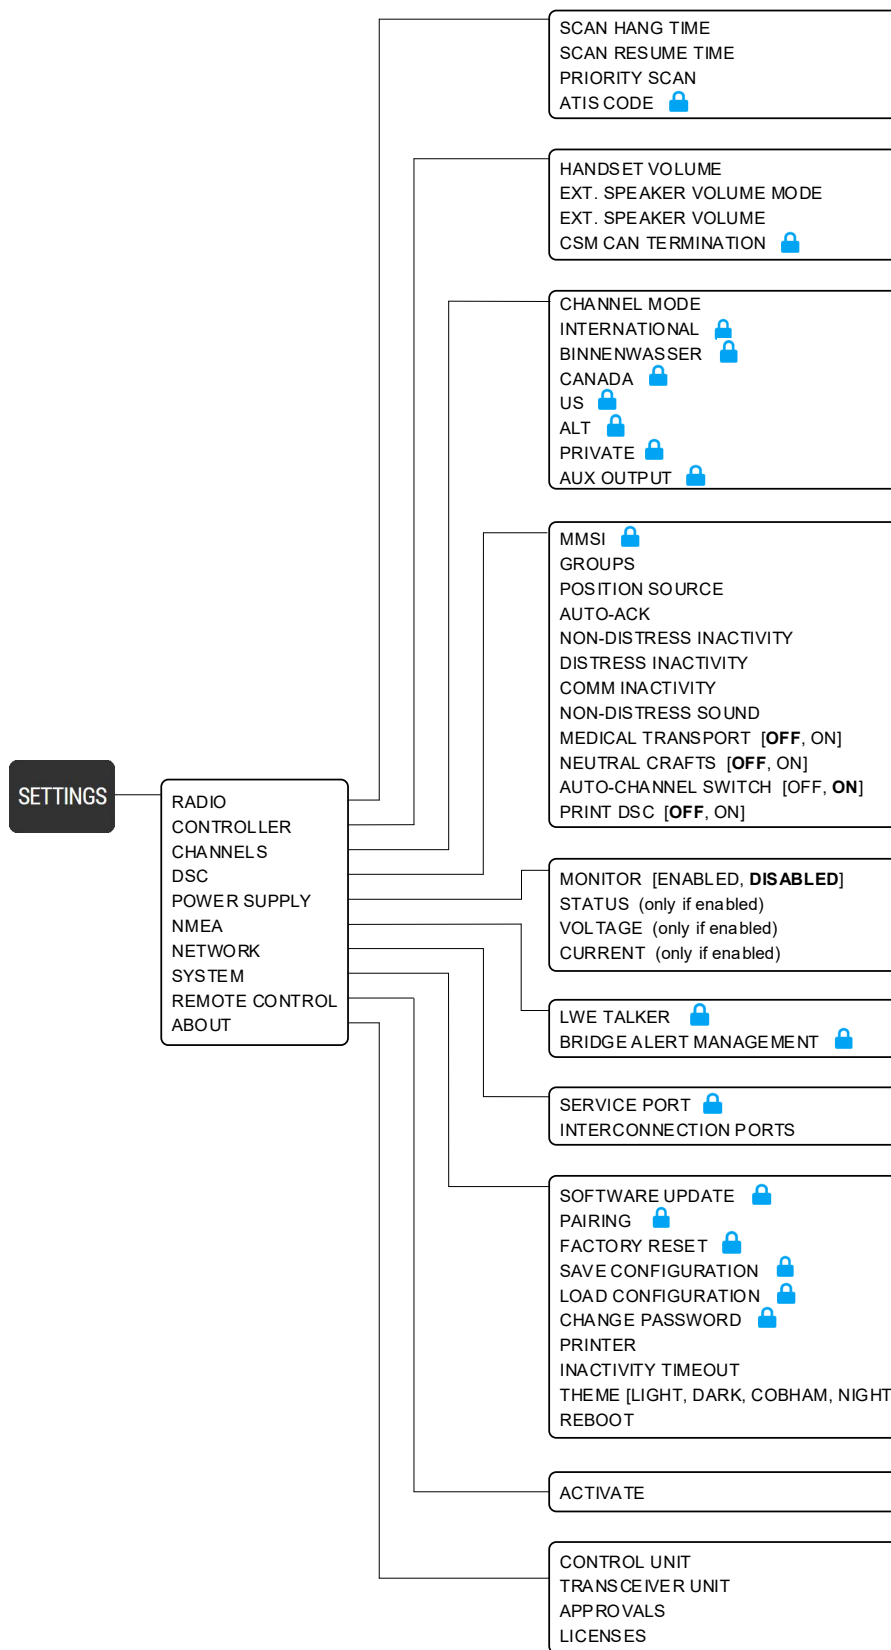 SCAN HANG TIME
SCAN RESUME TIME
PRIORITY SCAN
ATIS CODE
HANDSET VOLUME
EXT. SPEAKER VOLUME MODE
EXT. SPEAKER VOLUME
CSM CAN TERMINATION
CHANNEL MODE
INTERNATIONAL
BINNENWASSER
CANADA
US
ALT
PRIVATE
AUX OUTPUT
MMSI
GROUPS
POSITION SOURCE
AUTO-ACK
NON-DISTRESS INACTIVITY
DISTRESS INACTIVITY
COMM INACTIVITY
NON-DISTRESS SOUND
MEDICAL TRANSPORT [OFF, ON]
NEUTRAL CRAFTS [OFF, ON]
AUTO-CHANNEL SWITCH [OFF, ON]
PRINT DSC [OFF, ON]
SETTINGS
RADIO
CONTROLLER
CHANNELS
DSC
POWER SUPPLY
NMEA
NETWORK
SYSTEM
REMOTE CONTROL
ABOUT
MONITOR [ENABLED, DISABLED]
STATUS (only if enabled)
VOLTAGE (only if enabled)
CURRENT (only if enabled)
LWE TALKER
BRIDGE ALERT MANAGEMENT
SERVICE PORT
INTERCONNECTION PORTS
SOFTWARE UPDATE
PAIRING
FACTORY RESET
SAVE CONFIGURATION
LOAD CONFIGURATION
CHANGE PASSWORD
PRINTER
INACTIVITY TIMEOUT
THEME [LIGHT, DARK, COBHAM, NIGHT
REBOOT
ACTIVATE
CONTROL UNIT
TRANSCEIVER UNIT
APPROVALS
LICENSES